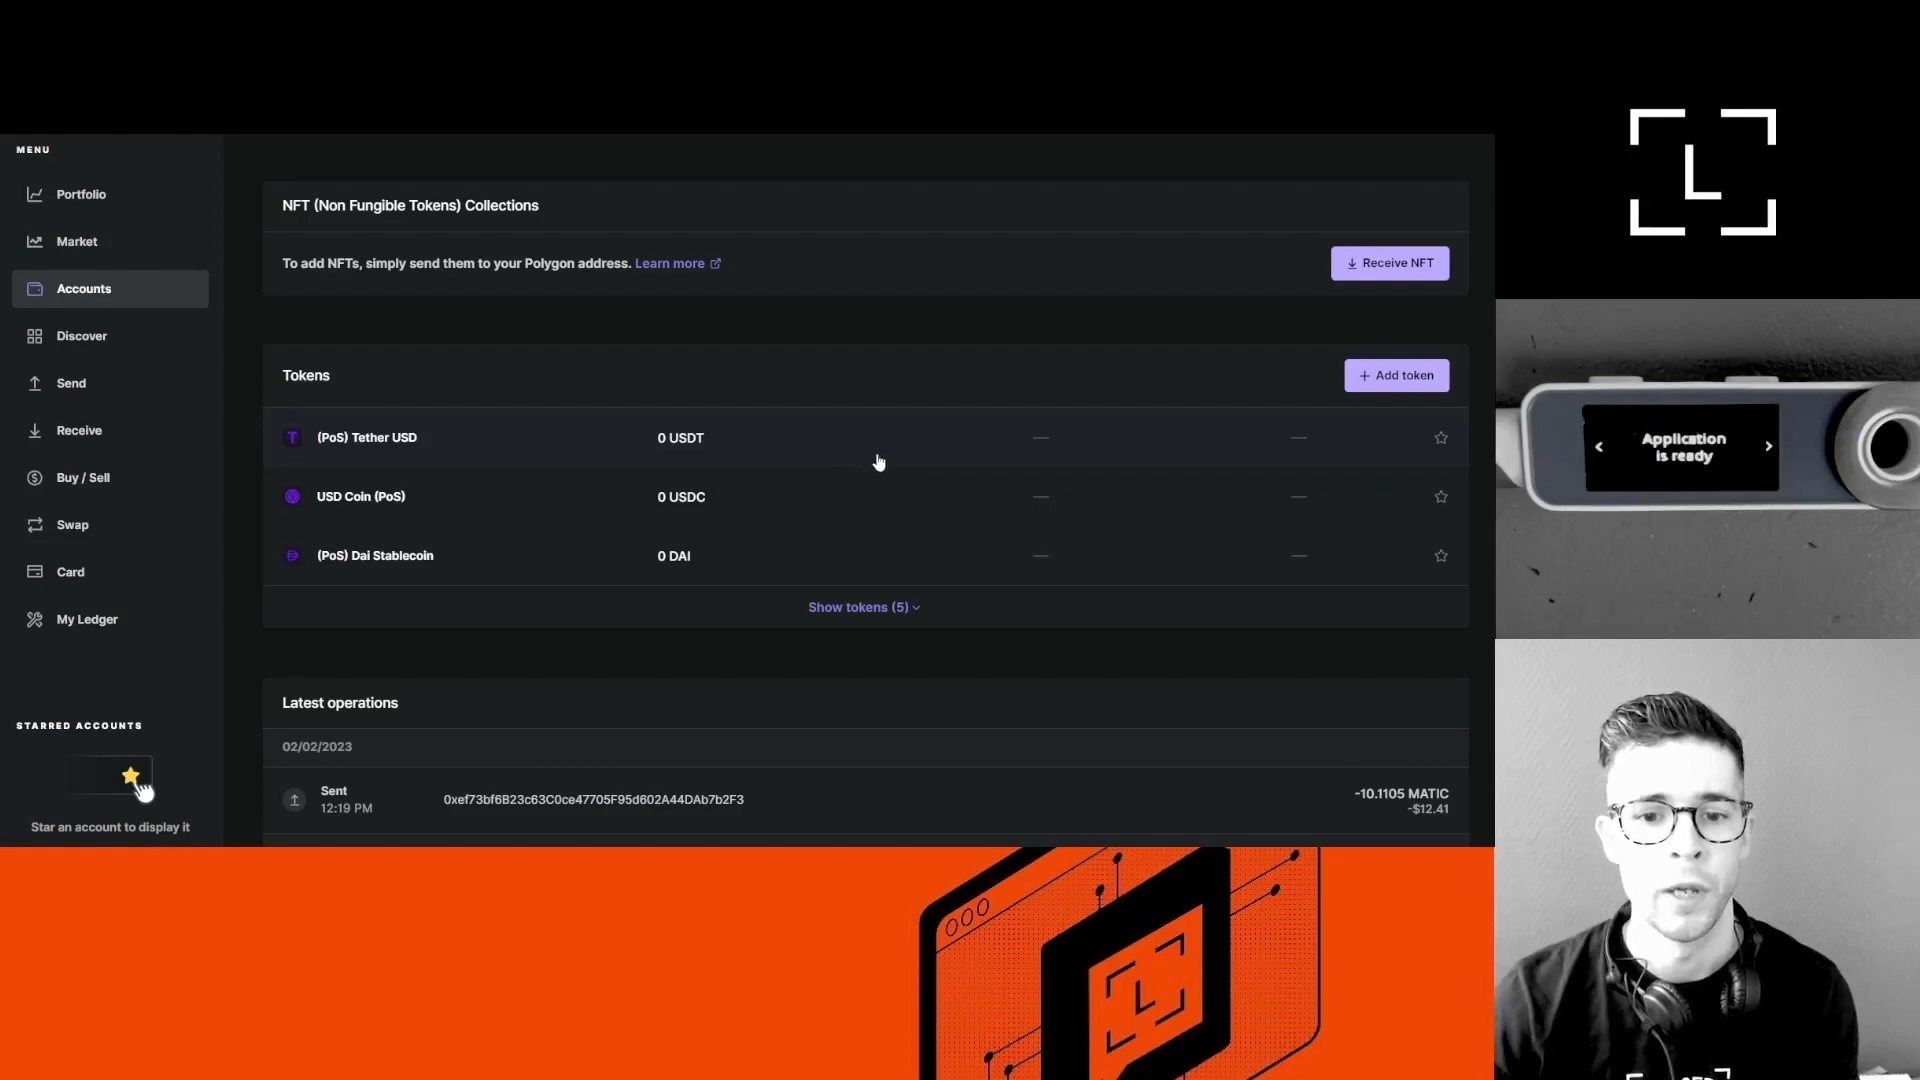 MENU
Portfolio
Market
Accounts
Discover
Send
Receive
Buy / Sell
Swap
Card
My Ledger
STARRED ACCOUNTS
Star an account to display it
NFT (Non Fungible Tokens) Collections
To add NFTs, simply send them to your Polygon address. Learn more
Receive NFT
Tokens
Add token
(PoS) Tether USD 0 USDT — —
USD Coin (PoS) 0 USDC — —
(PoS) Dai Stablecoin 0 DAI — —
Show tokens (5)
Latest operations
02/02/2023
Sent 0xef73bf6B23c63C0ce47705F95d602A44DAb7b2F3 -10.1105 MATIC
12:19 PM -$12.41
Application
is ready